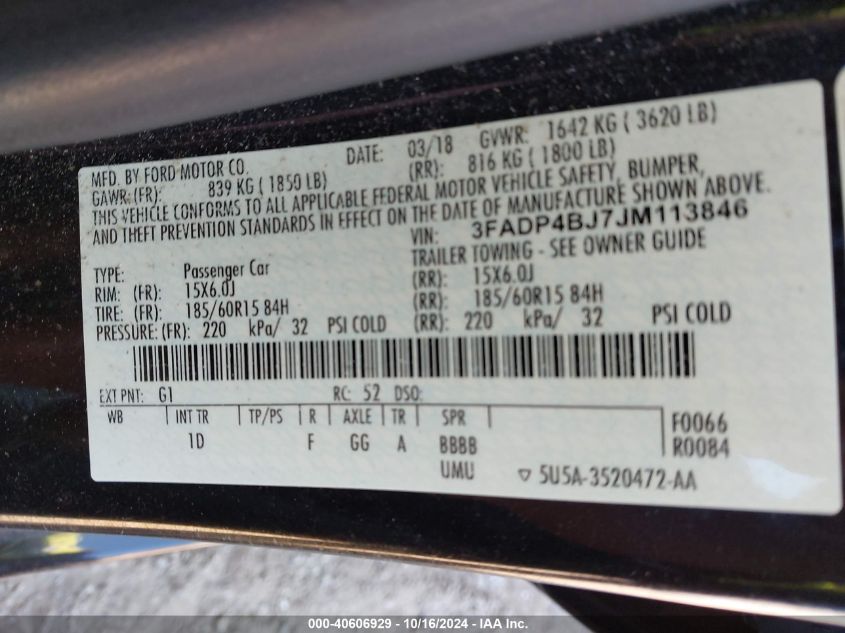 MFD. BY FORD MOTOR CO.
DATE: 03/18 GVWR: 1642 KG ( 3620 LB)
GAWR: (FR): 839 KG ( 1850 LB) (RR): 816 KG ( 1800 LB)
THIS VEHICLE CONFORMS TO ALL APPLICABLE FEDERAL MOTOR VEHICLE SAFETY, BUMPER,
AND THEFT PREVENTION STANDARDS IN EFFECT ON THE DATE OF MANUFACTURE SHOWN ABOVE.
VIN: 3FADP4BJ7JM113846
TRAILER TOWING - SEE OWNER GUIDE
TYPE: Passenger Car
RIM: (FR): 15X6.0J (RR): 15X6.0J
TIRE: (FR): 185/60R15 84H (RR): 185/60R15 84H
PRESSURE: (FR): 220 kPa/ 32 PSI COLD (RR): 220 kPa/ 32 PSI COLD
EXT PNT: G1 RC: 52 DSO:
WB INT TR TP/PS R AXLE TR SPR F0066
1D F GG A BBBB R0084
UMU ▽ 5U5A-3520472-AA
000-40606929 - 10/16/2024 - IAA Inc.